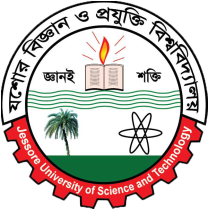 যশোর বিজ্ঞান ও প্রযুক্তি বিশ্ববিদ্যালয়
জ্ঞানই শক্তি
Jessore University of Science and Technology